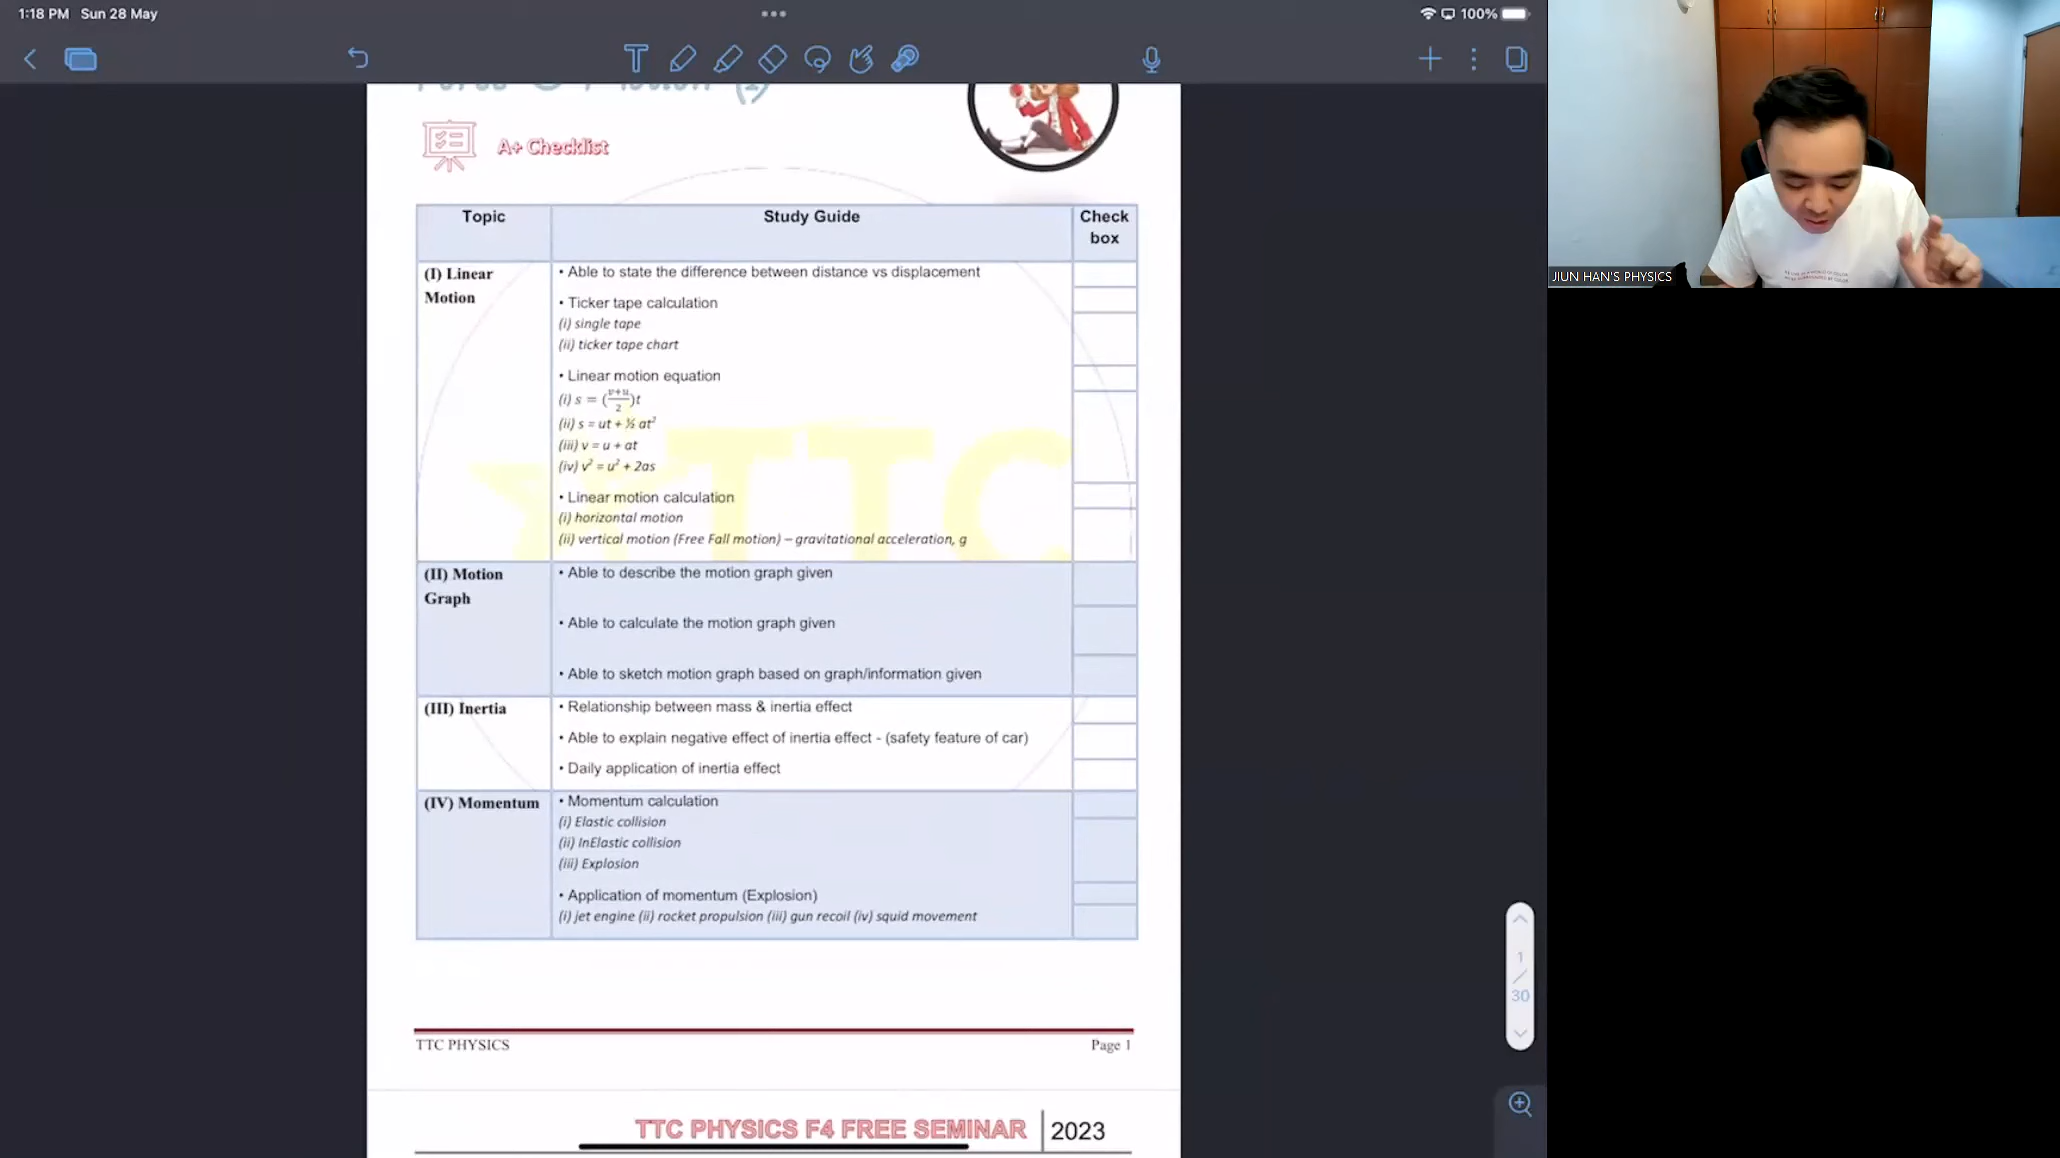 1:18 PM Sun 28 May
100%
Force & Motion (1)
A+ Checklist
Topic
Study Guide
Check
box
(I) Linear
Motion
• Able to state the difference between distance vs displacement
• Ticker tape calculation
(i) single tape
(ii) ticker tape chart
• Linear motion equation
(i) s = (v+u/2)t
(ii) s = ut + ½ at²
(iii) v = u + at
(iv) v² = u² + 2as
• Linear motion calculation
(i) horizontal motion
(ii) vertical motion (Free Fall motion) – gravitational acceleration, g
(II) Motion
Graph
• Able to describe the motion graph given
• Able to calculate the motion graph given
• Able to sketch motion graph based on graph/information given
(III) Inertia
• Relationship between mass & inertia effect
• Able to explain negative effect of inertia effect - (safety feature of car)
• Daily application of inertia effect
(IV) Momentum
• Momentum calculation
(i) Elastic collision
(ii) InElastic collision
(iii) Explosion
• Application of momentum (Explosion)
(i) jet engine (ii) rocket propulsion (iii) gun recoil (iv) squid movement
TTC
TTC PHYSICS
Page 1
TTC PHYSICS F4 FREE SEMINAR
2023
1
30
JIUN HAN'S PHYSICS